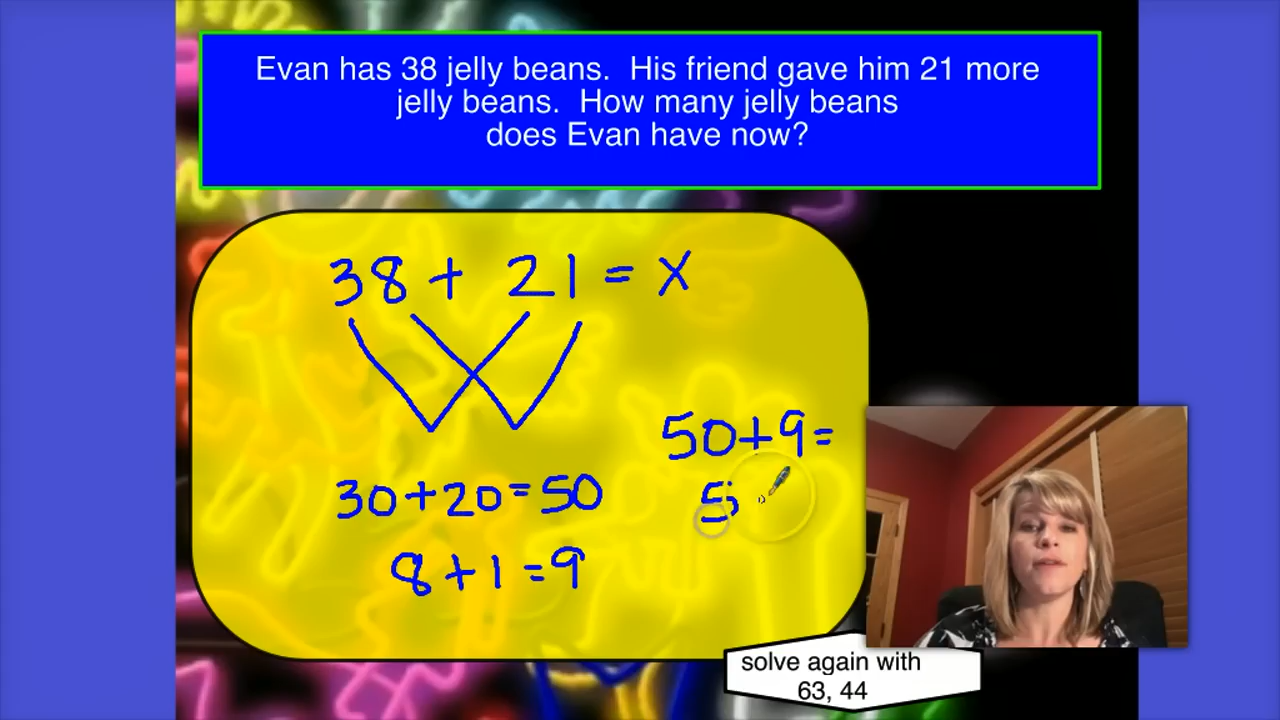 Evan has 38 jelly beans. His friend gave him 21 more
jelly beans. How many jelly beans
does Evan have now?
38 + 21 = x
30+20=50
8+1=9
50+9=
5
solve again with
63, 44